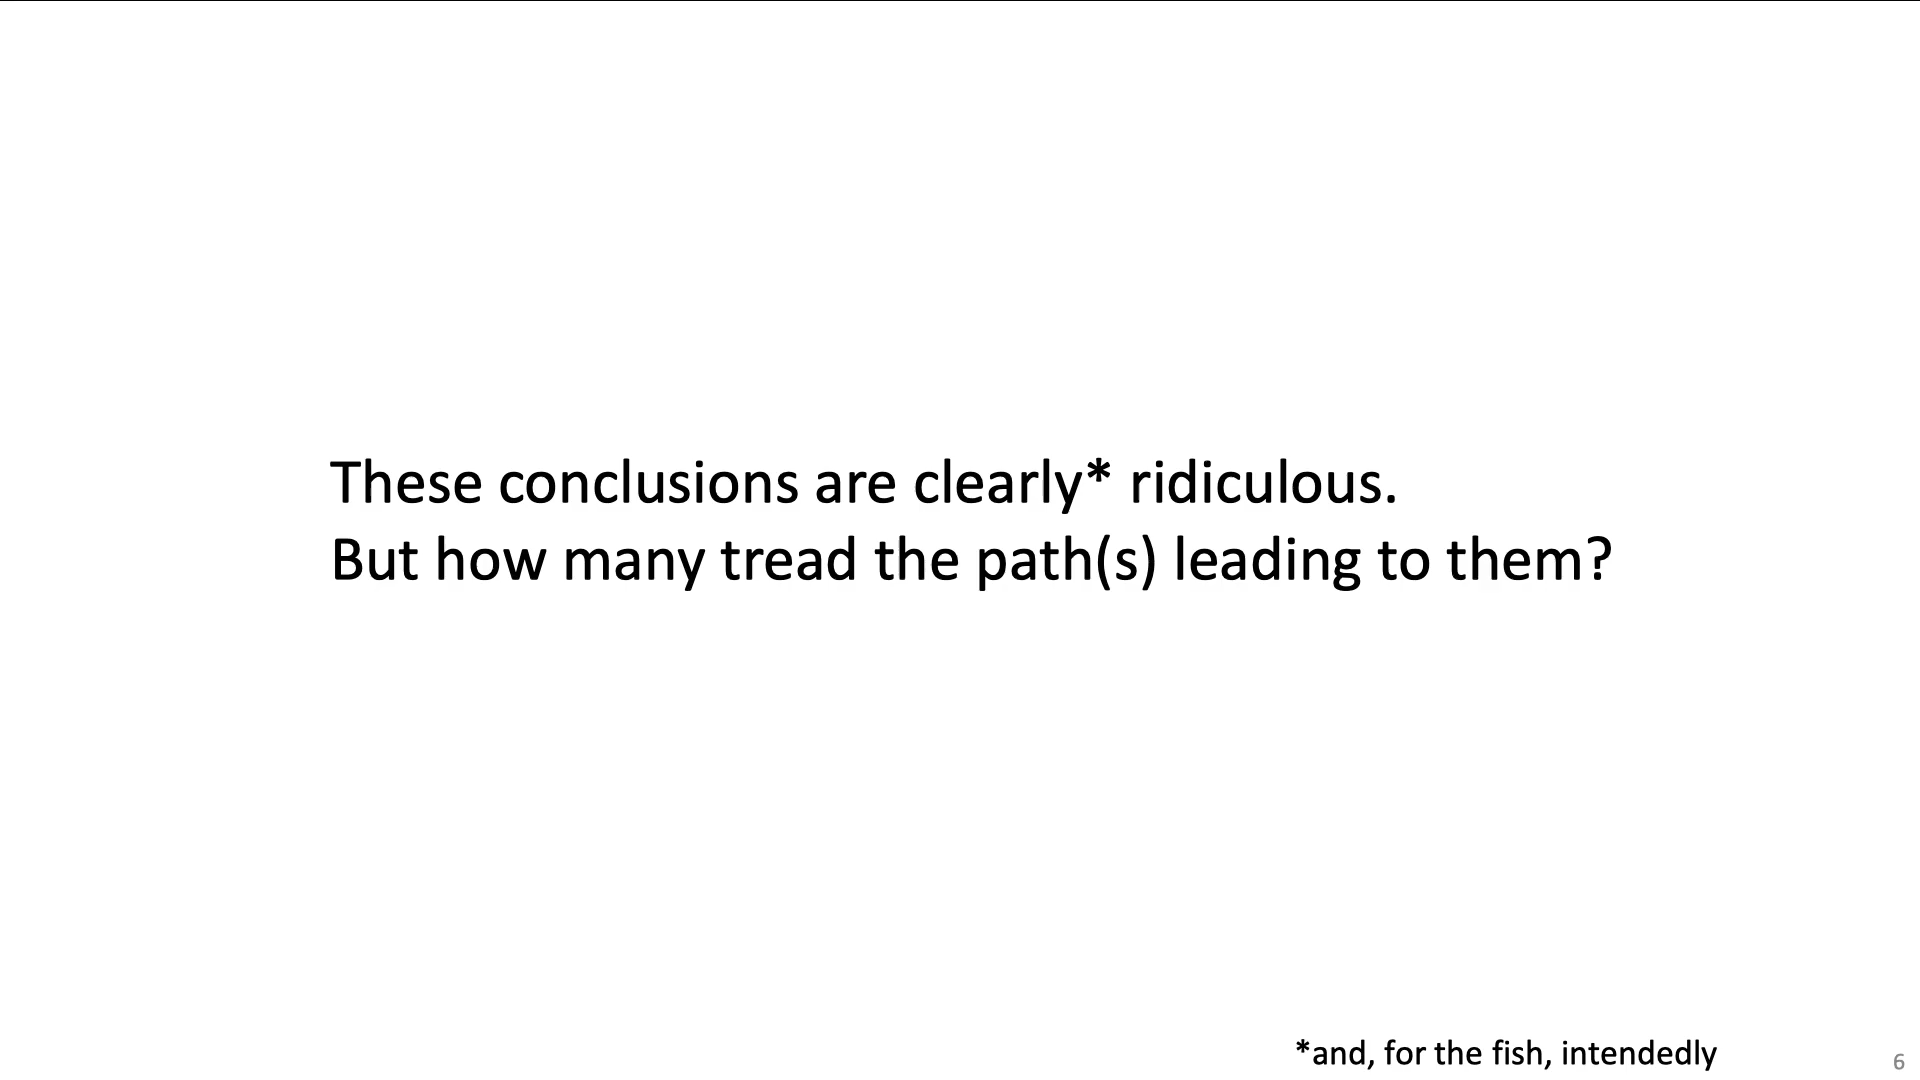 These conclusions are clearly* ridiculous.
But how many tread the path(s) leading to them?
*and, for the fish, intendedly
6